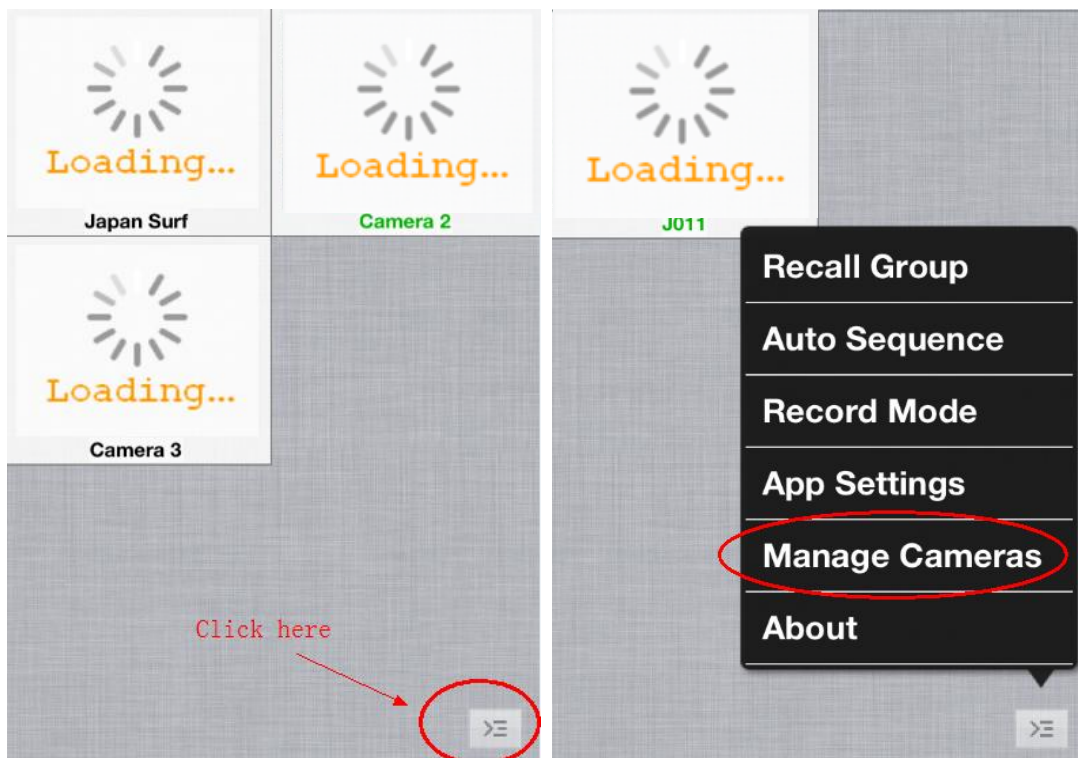 Loading...
Loading...
Japan Surf
Camera 2
Loading...
Camera 3
Click here
Loading...
J011
Recall Group
Auto Sequence
Record Mode
App Settings
Manage Cameras
About